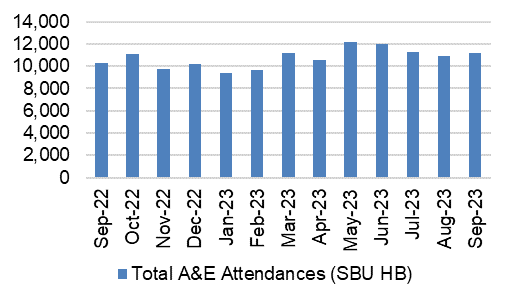 14,000
12,000
10,000
8,000
6,000
4,000
2,000
0
Sep-22
Oct-22
Nov-22
Dec-22
Jan-23
Feb-23
Mar-23
Apr-23
May-23
Jun-23
Jul-23
Aug-23
Sep-23
Total A&E Attendances (SBU HB)